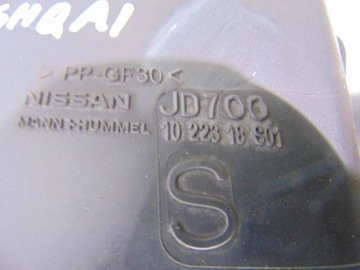 SHQAI
> PP-GF30 <
NISSAN JD700
MANN+HUMMEL 10 223 18 S01
S